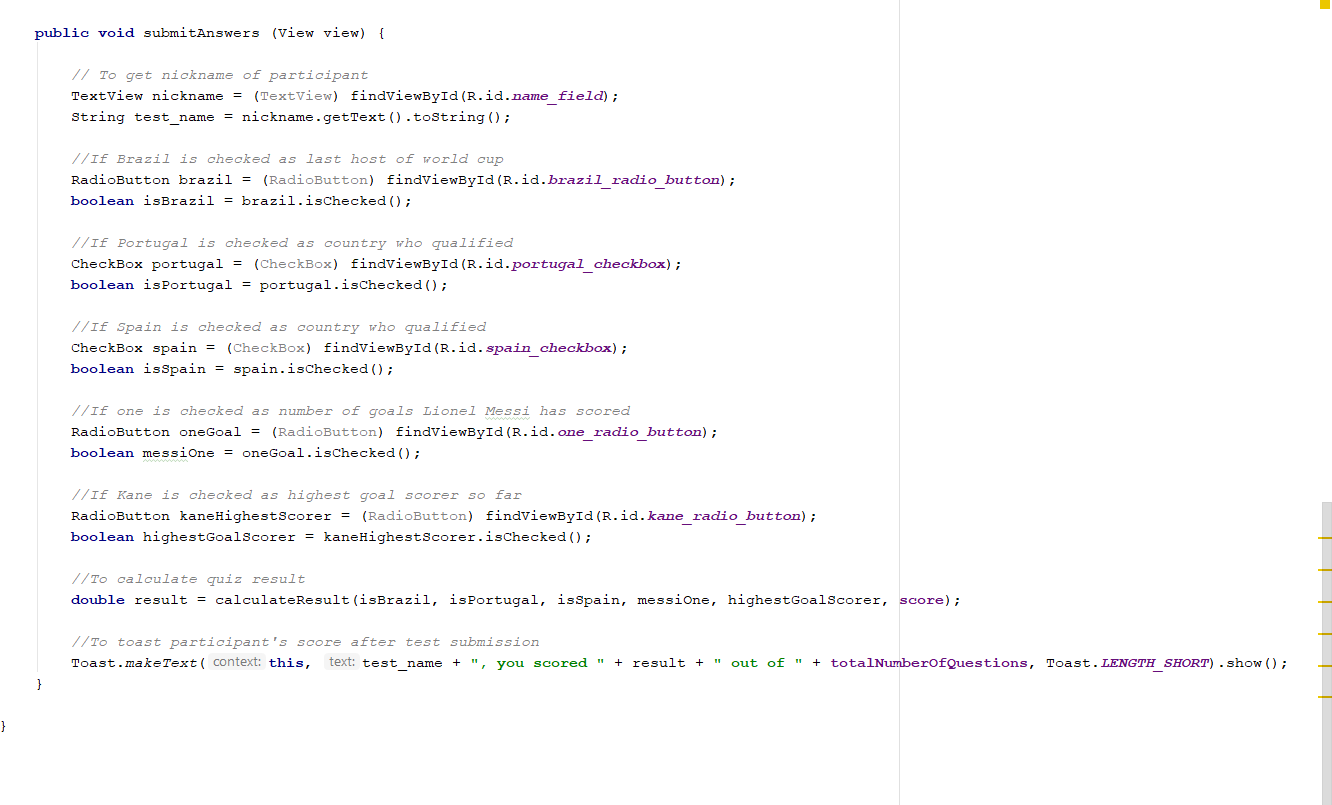 public void submitAnswers (View view) {
// To get nickname of participant
TextView nickname = (TextView) findViewById(R.id.name_field);
String test_name = nickname.getText().toString();
//If Brazil is checked as last host of world cup
RadioButton brazil = (RadioButton) findViewById(R.id.brazil_radio_button);
boolean isBrazil = brazil.isChecked();
//If Portugal is checked as country who qualified
CheckBox portugal = (CheckBox) findViewById(R.id.portugal_checkbox);
boolean isPortugal = portugal.isChecked();
//If Spain is checked as country who qualified
CheckBox spain = (CheckBox) findViewById(R.id.spain_checkbox);
boolean isSpain = spain.isChecked();
//If one is checked as number of goals Lionel Messi has scored
RadioButton oneGoal = (RadioButton) findViewById(R.id.one_radio_button);
boolean messiOne = oneGoal.isChecked();
//If Kane is checked as highest goal scorer so far
RadioButton kaneHighestScorer = (RadioButton) findViewById(R.id.kane_radio_button);
boolean highestGoalScorer = kaneHighestScorer.isChecked();
//To calculate quiz result
double result = calculateResult(isBrazil, isPortugal, isSpain, messiOne, highestGoalScorer, score);
//To toast participant's score after test submission
Toast.makeText( context: this, text: test_name + ", you scored " + result + " out of " + totalNumberOfQuestions, Toast.LENGTH_SHORT).show();
}
}